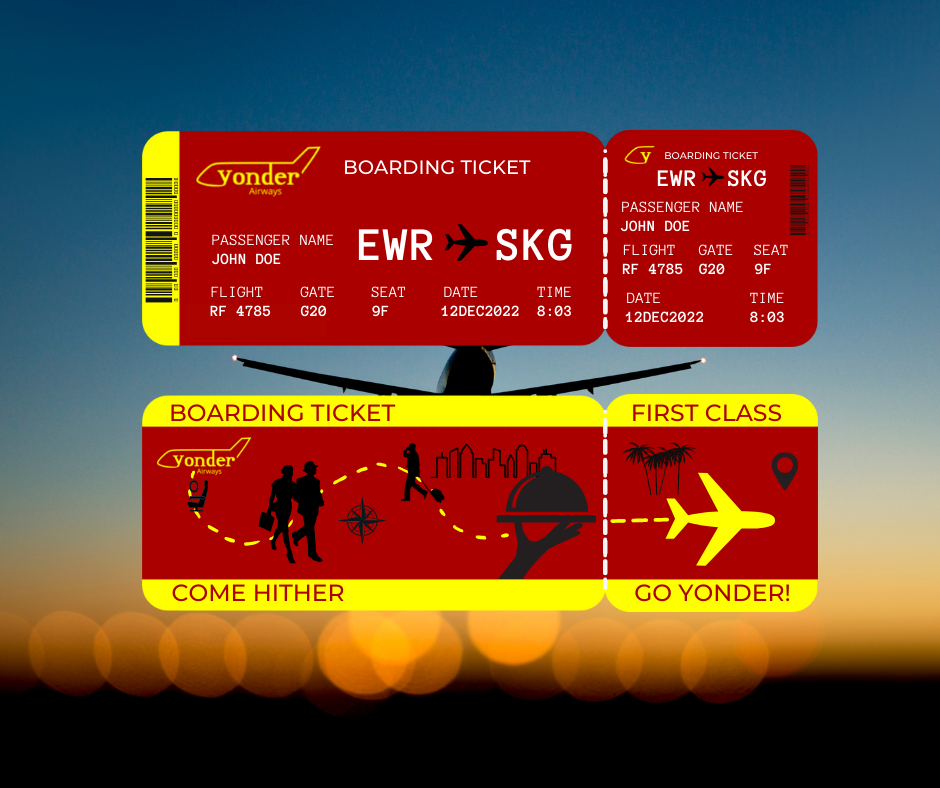 yonder
Airways
BOARDING TICKET
PASSENGER NAME
JOHN DOE
EWR SKG
FLIGHT GATE SEAT DATE TIME
RF 4785 G20 9F 12DEC2022 8:03
y BOARDING TICKET
EWR SKG
PASSENGER NAME
JOHN DOE
FLIGHT GATE SEAT
RF 4785 G20 9F
DATE TIME
12DEC2022 8:03
BOARDING TICKET
yonder
Airways
COME HITHER
FIRST CLASS
GO YONDER!